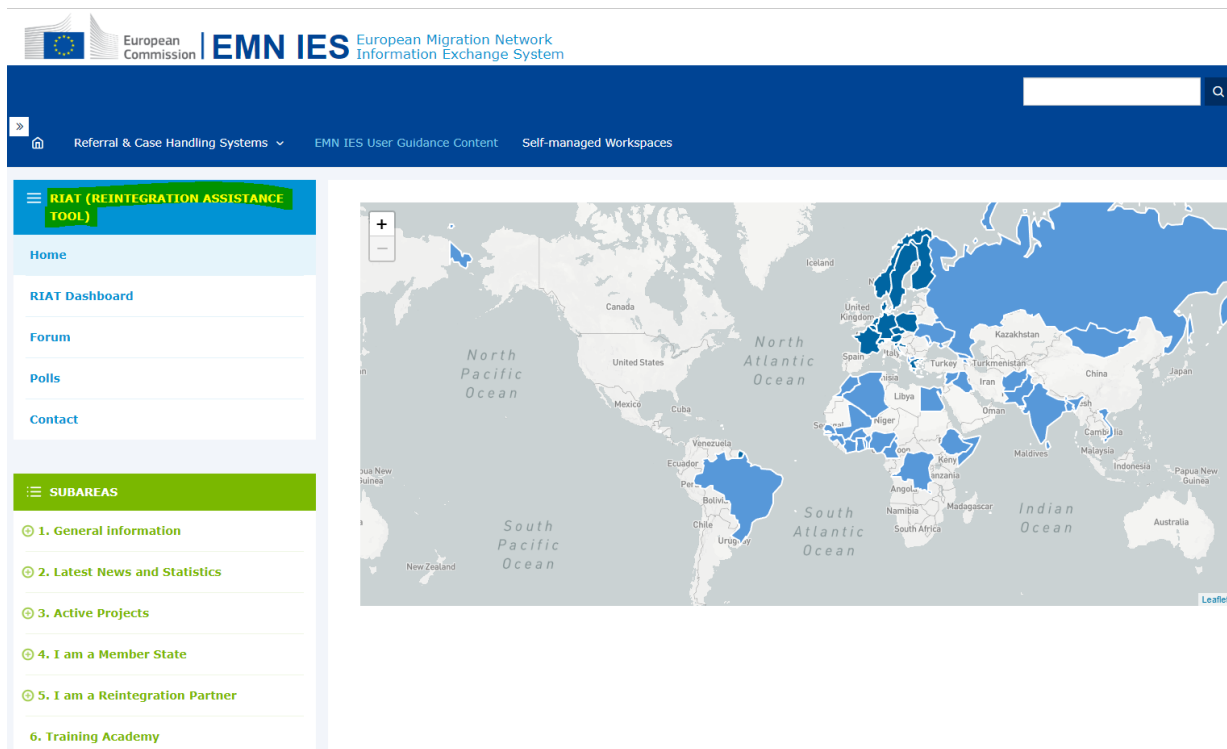 European
Commission
EMN IES
European Migration Network
Information Exchange System
»
Referral & Case Handling Systems
EMN IES User Guidance Content
Self-managed Workspaces
RIAT (REINTEGRATION ASSISTANCE
TOOL)
Home
RIAT Dashboard
Forum
Polls
Contact
SUBAREAS
1. General information
2. Latest News and Statistics
3. Active Projects
4. I am a Member State
5. I am a Reintegration Partner
6. Training Academy
+
−
Iceland
Canada
United
Kingdom
North
Pacific
Ocean
United States
North
Atlantic
Ocean
Spain
Italy
Turkey
Kazakhstan
Turkmenistan
China
Japan
Iran
Libya
Oman
Mexico
Cuba
Niger
Venezuela
Ecuador
Maldives
Malaysia
Indonesia
Papua New
Guinea
Chile
South
Atlantic
Ocean
Namibia
Madagascar
South Africa
Indian
Ocean
Australia
South
Pacific
Ocean
New Zealand